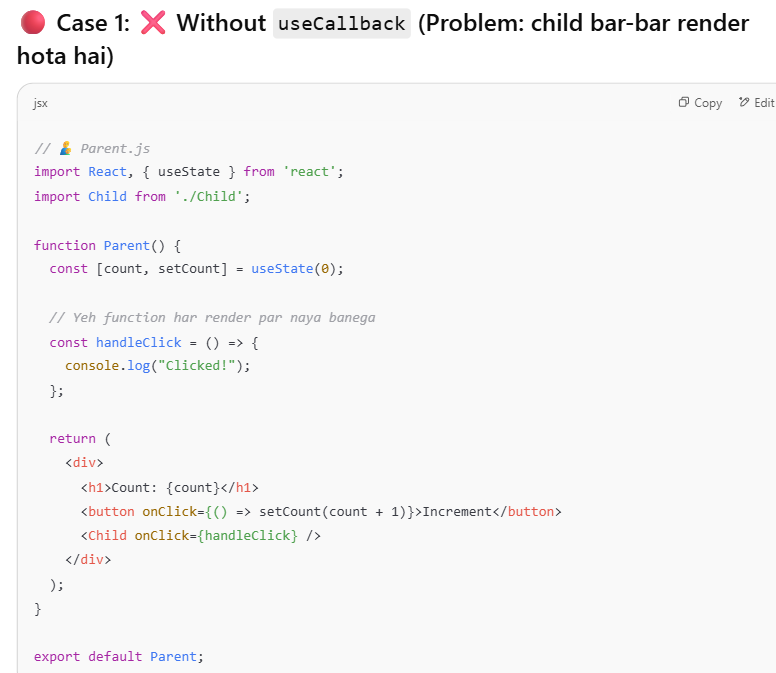 🔴 Case 1: ❌ Without useCallback (Problem: child bar-bar render
hota hai)
jsx
Copy
Edit
// Parent.js
import React, { useState } from 'react';
import Child from './Child';
function Parent() {
const [count, setCount] = useState(0);
// Yeh function har render par naya banega
const handleClick = () => {
console.log("Clicked!");
};
return (
<div>
<h1>Count: {count}</h1>
<button onClick={() => setCount(count + 1)}>Increment</button>
<Child onClick={handleClick} />
</div>
);
}
export default Parent;